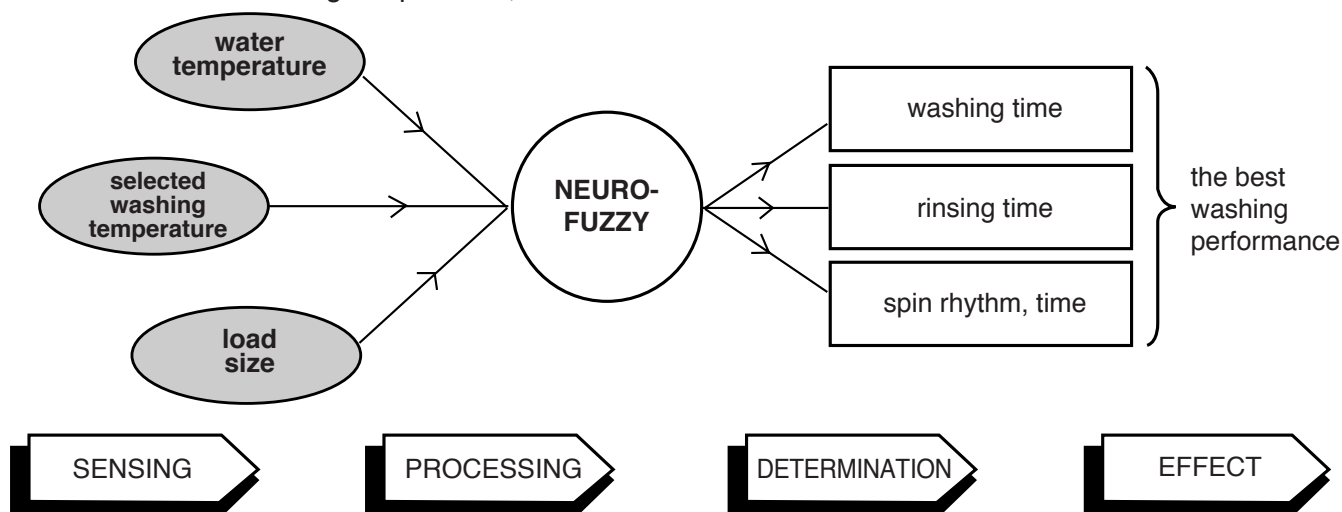 water
temperature
selected
washing
temperature
load
size
NEURO-
FUZZY
washing time
rinsing time
spin rhythm, time
the best
washing
performance
SENSING
PROCESSING
DETERMINATION
EFFECT